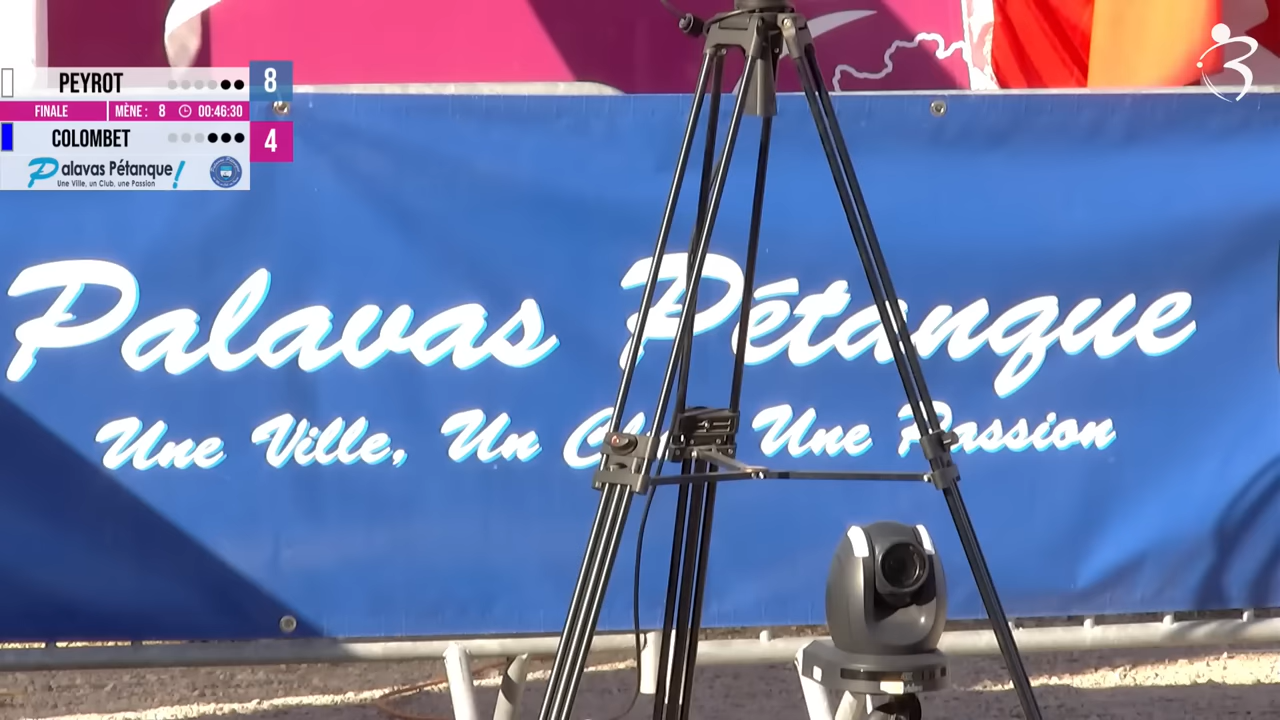 PEYROT 8
FINALE MÈNE : 8 00:46:30
COLOMBET 4
Palavas Pétanque !
Une Ville, un Club, une Passion
Palavas Pétanque
Une Ville, Un Club, Une Passion